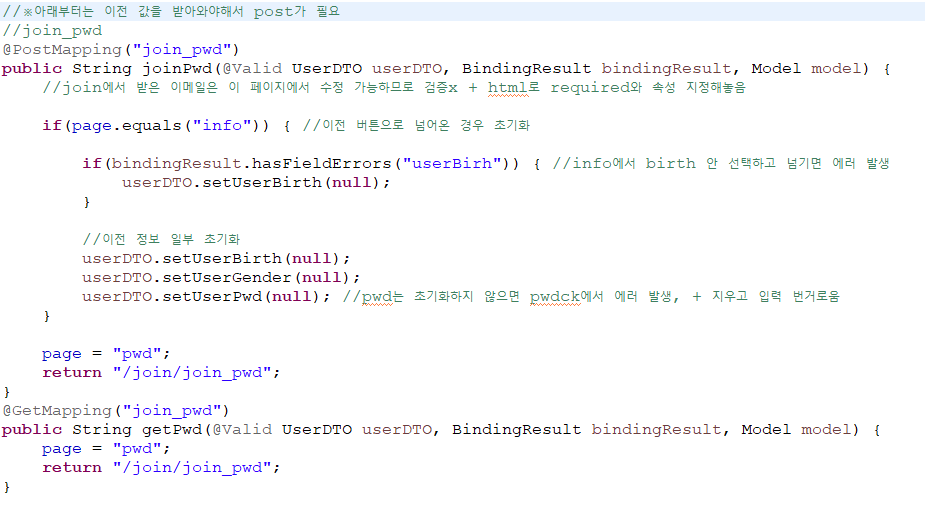 //※아래부터는 이전 값을 받아와야해서 post가 필요
//join_pwd
@PostMapping("join_pwd")
public String joinPwd(@Valid UserDTO userDTO, BindingResult bindingResult, Model model) {
//join에서 받은 이메일은 이 페이지에서 수정 가능하므로 검증x + html로 required와 속성 지정해놓음
if(page.equals("info")) { //이전 버튼으로 넘어온 경우 초기화
if(bindingResult.hasFieldErrors("userBirh")) { //info에서 birth 안 선택하고 넘기면 에러 발생
userDTO.setUserBirth(null);
}
//이전 정보 일부 초기화
userDTO.setUserBirth(null);
userDTO.setUserGender(null);
userDTO.setUserPwd(null); //pwd는 초기화하지 않으면 pwdck에서 에러 발생, + 지우고 입력 번거로움
}
page = "pwd";
return "/join/join_pwd";
}
@GetMapping("join_pwd")
public String getPwd(@Valid UserDTO userDTO, BindingResult bindingResult, Model model) {
page = "pwd";
return "/join/join_pwd";
}